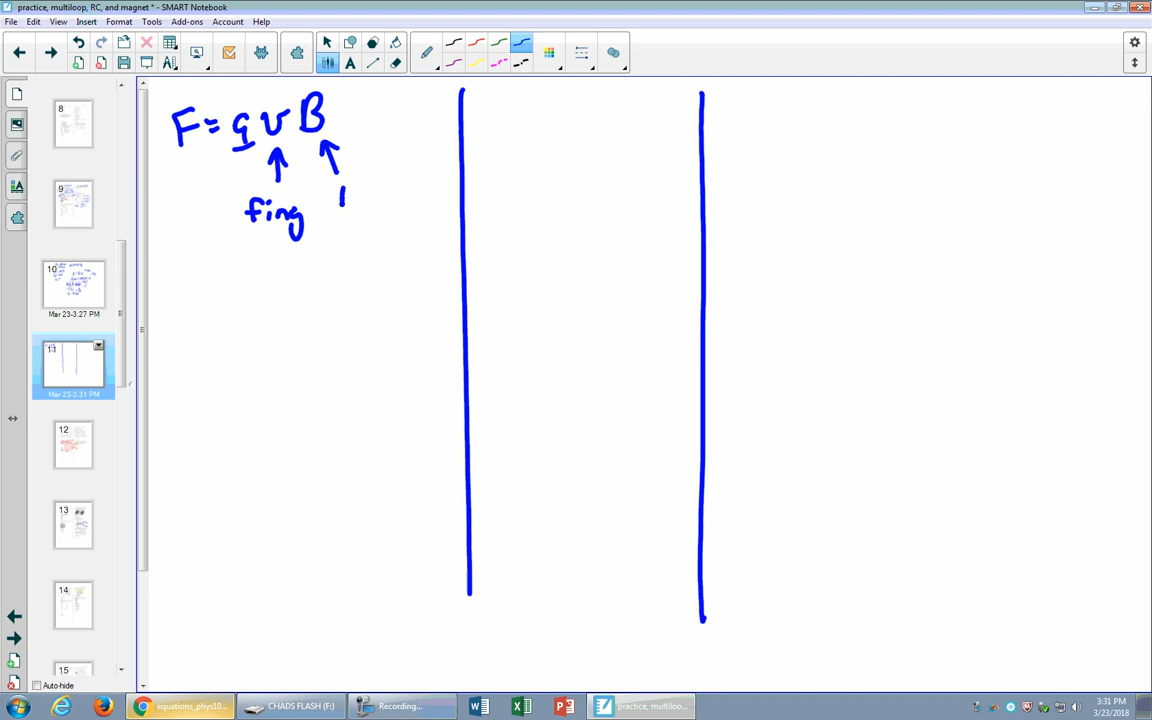 practice, multiloop, RC, and magnet * - SMART Notebook
File Edit View Insert Format Tools Add-ons Account Help
F = q v B
fing
8
9
10
Mar 23-3:27 PM
11
Mar 23-3:31 PM
12
13
14
15
Auto-hide
equations_phys10...
CHADS FLASH (F:)
Recording...
practice, multiloo...
3:31 PM
3/23/2018